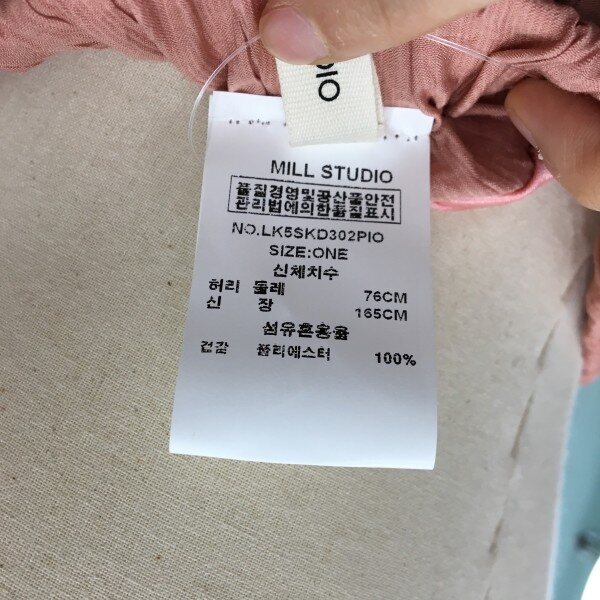 OIO
MILL STUDIO
품질경영및공산품안전
관리법에의한품질표시
NO.LK5SKD302PIO
SIZE:ONE
신체치수
허리 둘레 76CM
신 장 165CM
섬유혼용율
겉감 폴리에스터 100%